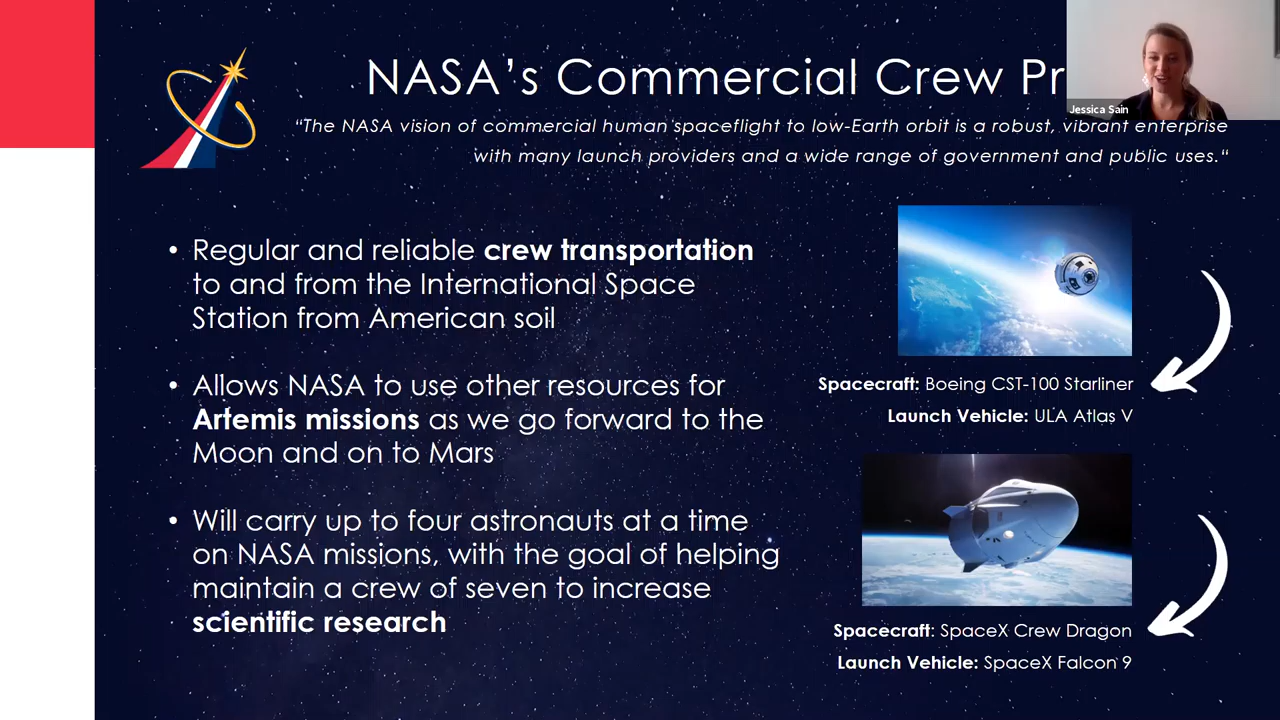 NASA's Commercial Crew Pr
Jessica Sain
“The NASA vision of commercial human spaceflight to low-Earth orbit is a robust, vibrant enterprise
with many launch providers and a wide range of government and public uses.“
• Regular and reliable crew transportation
to and from the International Space
Station from American soil
• Allows NASA to use other resources for
Artemis missions as we go forward to the
Moon and on to Mars
• Will carry up to four astronauts at a time
on NASA missions, with the goal of helping
maintain a crew of seven to increase
scientific research
Spacecraft: Boeing CST-100 Starliner
Launch Vehicle: ULA Atlas V
Spacecraft: SpaceX Crew Dragon
Launch Vehicle: SpaceX Falcon 9